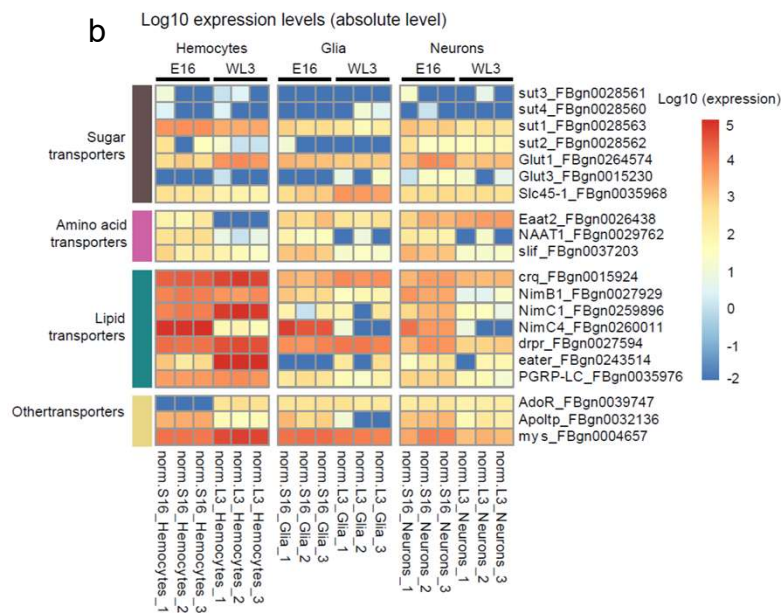 b
Log10 expression levels (absolute level)
Hemocytes Glia Neurons
E16 WL3 E16 WL3 E16 WL3
Sugar
transporters
sut3_FBgn0028561
sut4_FBgn0028560
sut1_FBgn0028563
sut2_FBgn0028562
Glut1_FBgn0264574
Glut3_FBgn0015230
Slc45-1_FBgn0035968
Amino acid
transporters
Eaat2_FBgn0026438
NAAT1_FBgn0029762
slif_FBgn0037203
Lipid
transporters
crq_FBgn0015924
NimB1_FBgn0027929
NimC1_FBgn0259896
NimC4_FBgn0260011
drpr_FBgn0027594
eater_FBgn0243514
PGRP-LC_FBgn0035976
Othertransporters
AdoR_FBgn0039747
Apoltp_FBgn0032136
mys_FBgn0004657
Log10 (expression)
5
4
3
2
1
0
-1
-2
norm.S16_Hemocytes_1
norm.S16_Hemocytes_2
norm.S16_Hemocytes_3
norm.L3_Hemocytes_1
norm.L3_Hemocytes_2
norm.L3_Hemocytes_3
norm.S16_Glia_1
norm.S16_Glia_2
norm.S16_Glia_3
norm.L3_Glia_1
norm.L3_Glia_2
norm.L3_Glia_3
norm.S16_Neurons_1
norm.S16_Neurons_2
norm.S16_Neurons_3
norm.L3_Neurons_1
norm.L3_Neurons_2
norm.L3_Neurons_3